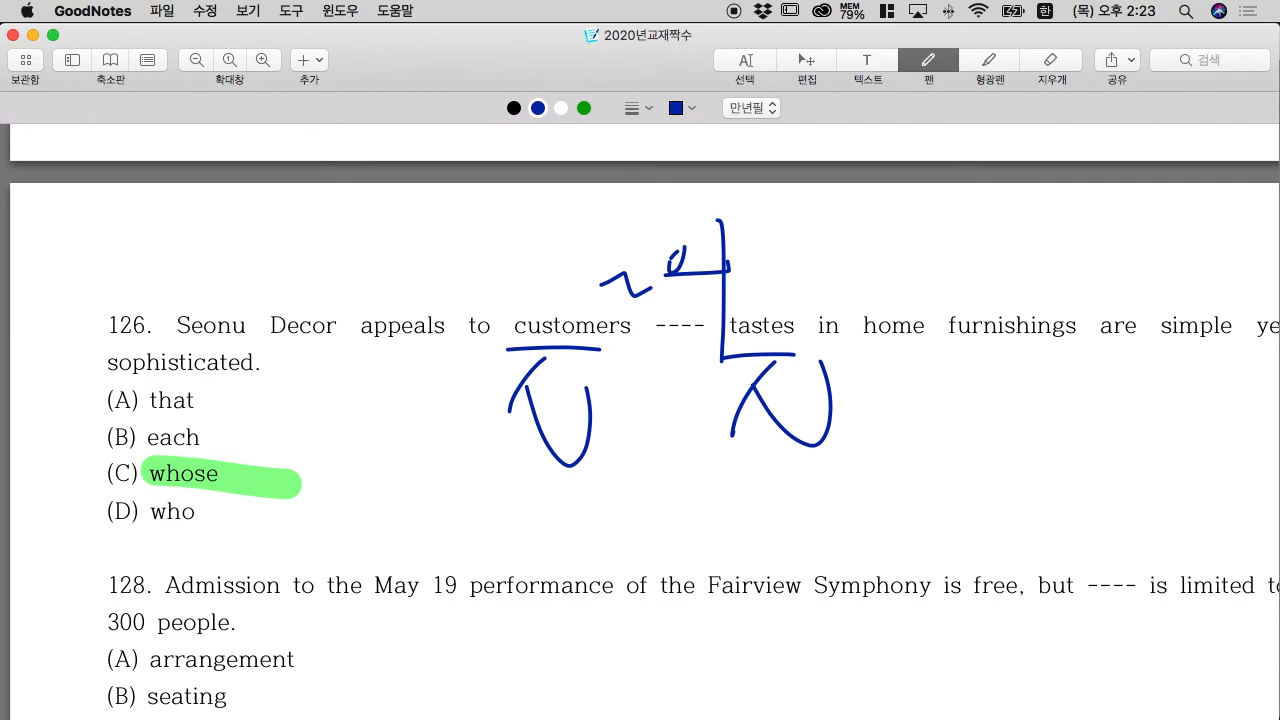 GoodNotes 파일 수정 보기 도구 윈도우 도움말 MEM 79% 한 (목) 오후 2:23
2020년교재짝수
보관함 축소판 확대창 추가 선택 편집 T 텍스트 펜 형광펜 지우개 공유 검색
만년필
126. Seonu Decor appeals to customers ---- tastes in home furnishings are simple ye
sophisticated.
(A) that
(B) each
(C) whose
(D) who
128. Admission to the May 19 performance of the Fairview Symphony is free, but ---- is limited to
300 people.
(A) arrangement
(B) seating